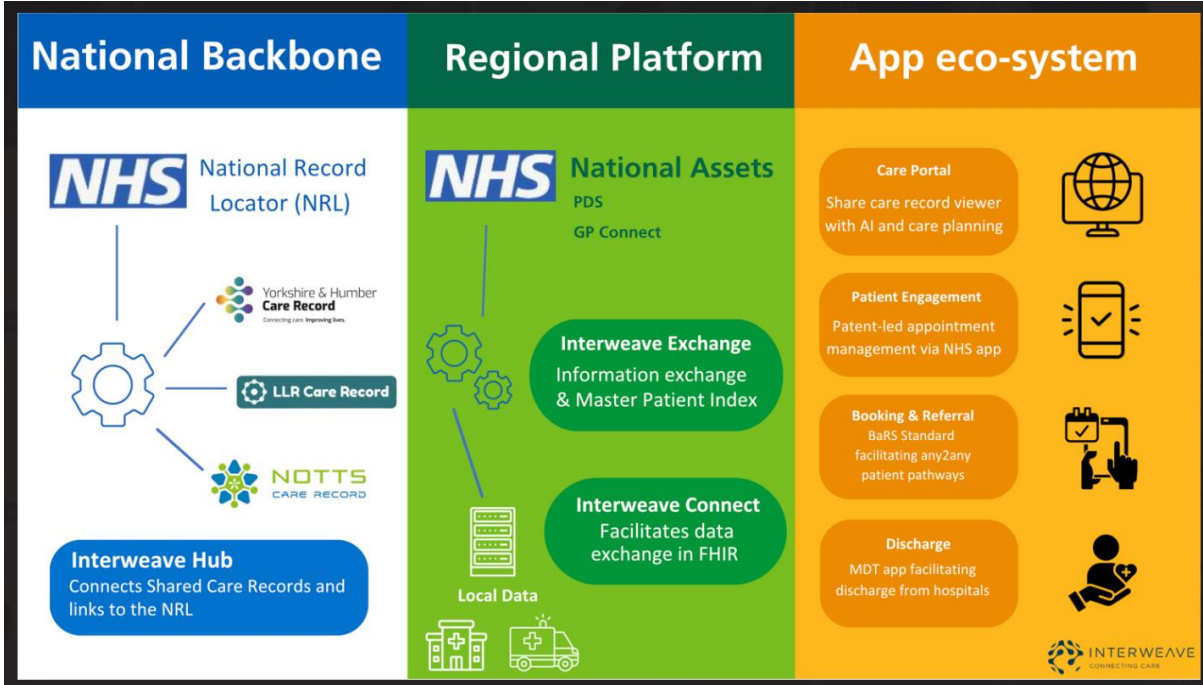 National Backbone
NHS
National Record
Locator (NRL)
Yorkshire & Humber
Care Record
Connecting care. Improving lives.
LLR Care Record
NOTTS
CARE RECORD
Interweave Hub
Connects Shared Care Records and
links to the NRL
Regional Platform
NHS
National Assets
PDS
GP Connect
Interweave Exchange
Information exchange
& Master Patient Index
Interweave Connect
Facilitates data
exchange in FHIR
Local Data
App eco-system
Care Portal
Share care record viewer
with AI and care planning
Patient Engagement
Patent-led appointment
management via NHS app
Booking & Referral
BaRS Standard
facilitating any2any
patient pathways
Discharge
MDT app facilitating
discharge from hospitals
INTERWEAVE
CONNECTING CARE